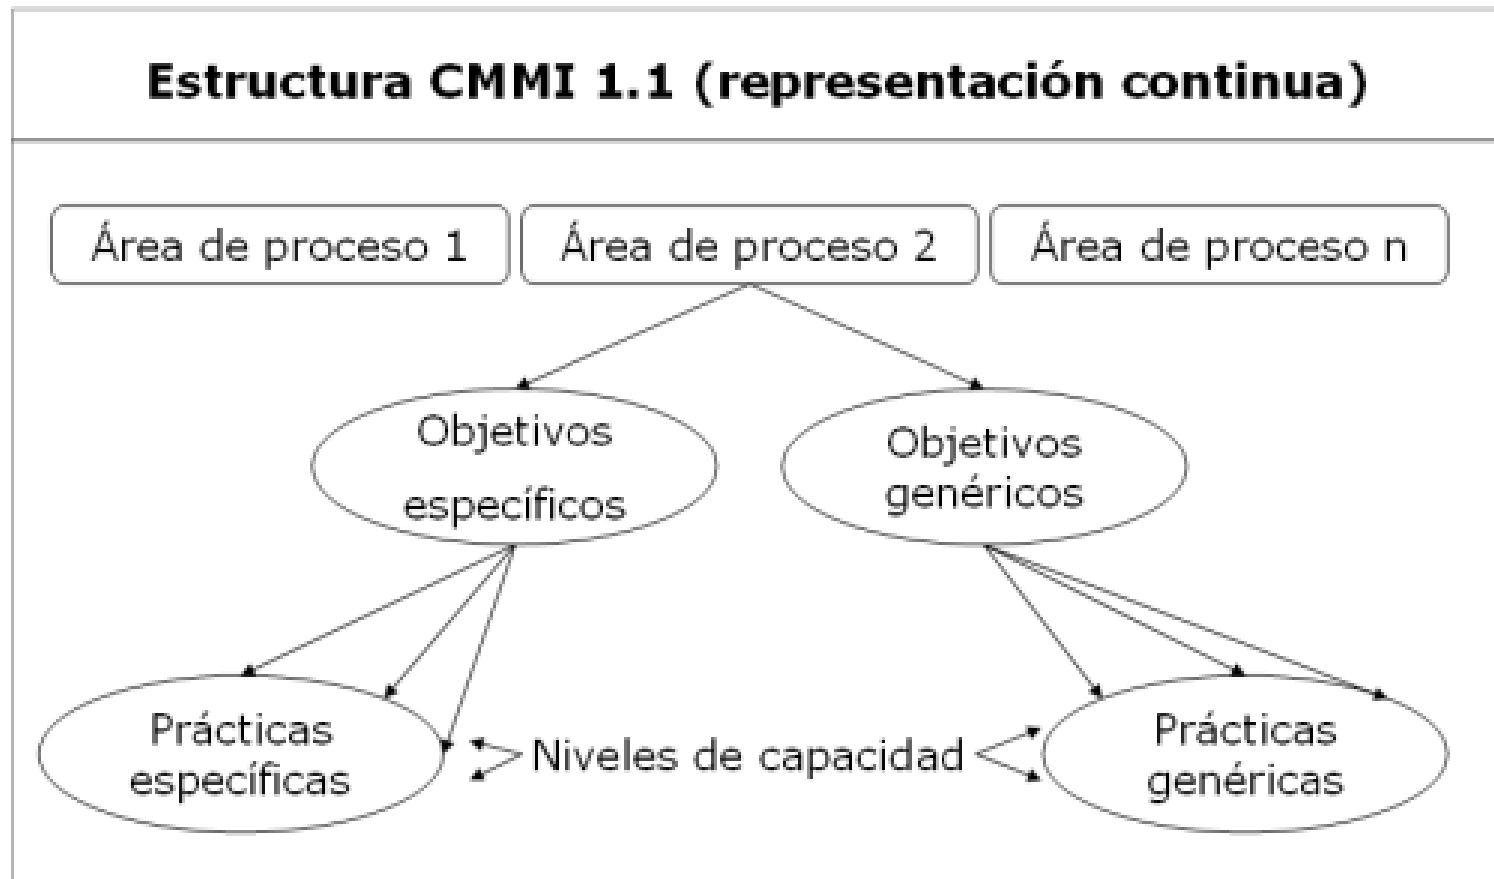 Estructura CMMI 1.1 (representación continua)
Área de proceso 1
Área de proceso 2
Área de proceso n
Objetivos
específicos
Objetivos
genéricos
Prácticas
específicas
Niveles de capacidad
Prácticas
genéricas